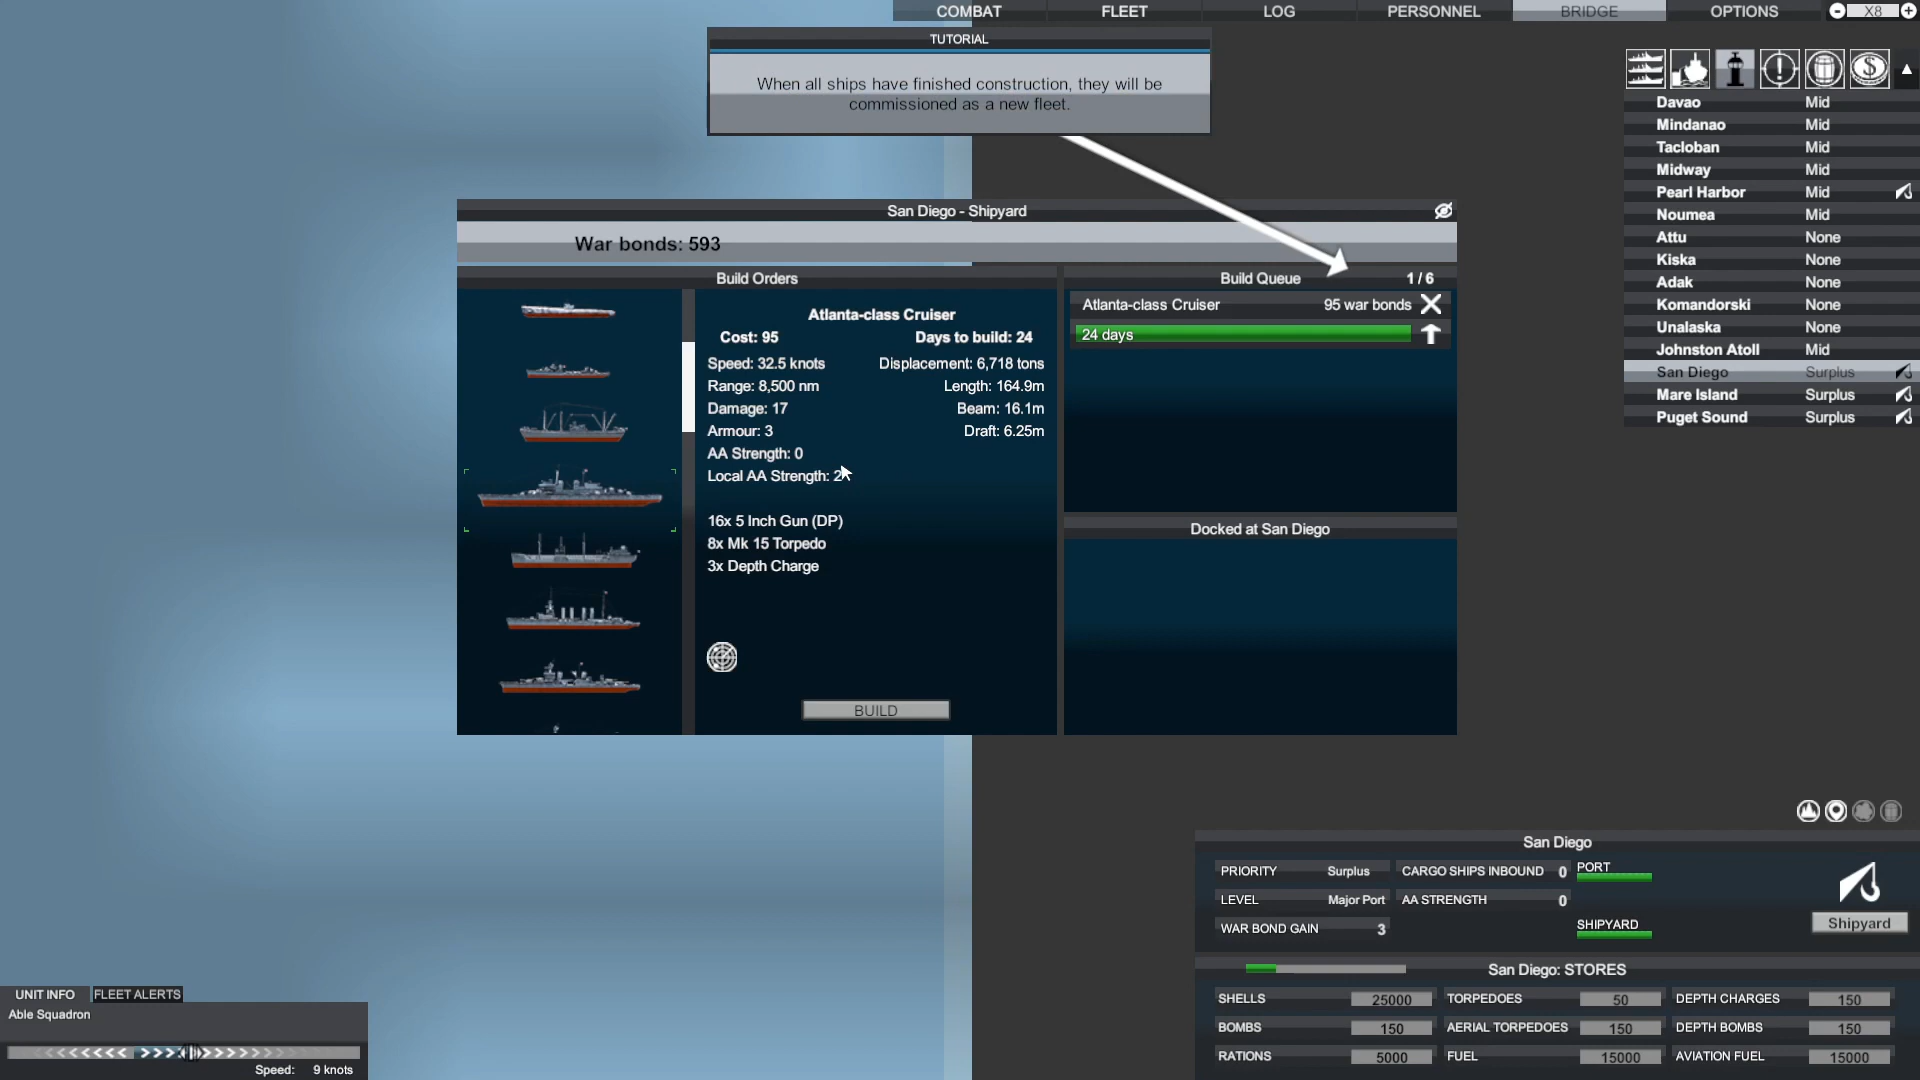 COMBAT FLEET LOG PERSONNEL BRIDGE OPTIONS X8
TUTORIAL
When all ships have finished construction, they will be
commissioned as a new fleet.
Davao Mid
Mindanao Mid
Tacloban Mid
Midway Mid
Pearl Harbor Mid
Noumea Mid
Attu None
Kiska None
Adak None
Komandorski None
Unalaska None
Johnston Atoll Mid
San Diego Surplus
Mare Island Surplus
Puget Sound Surplus
San Diego - Shipyard
War bonds: 593
Build Orders
Atlanta-class Cruiser
Cost: 95 Days to build: 24
Speed: 32.5 knots Displacement: 6,718 tons
Range: 8,500 nm Length: 164.9m
Damage: 17 Beam: 16.1m
Armour: 3 Draft: 6.25m
AA Strength: 0
Local AA Strength: 2
16x 5 Inch Gun (DP)
8x Mk 15 Torpedo
3x Depth Charge
BUILD
Build Queue 1 / 6
Atlanta-class Cruiser 95 war bonds
24 days
Docked at San Diego
San Diego
PRIORITY Surplus CARGO SHIPS INBOUND 0 PORT
LEVEL Major Port AA STRENGTH 0
WAR BOND GAIN 3 SHIPYARD
Shipyard
San Diego: STORES
SHELLS 25000 TORPEDOES 50 DEPTH CHARGES 150
BOMBS 150 AERIAL TORPEDOES 150 DEPTH BOMBS 150
RATIONS 5000 FUEL 15000 AVIATION FUEL 15000
UNIT INFO FLEET ALERTS
Able Squadron
Speed: 9 knots